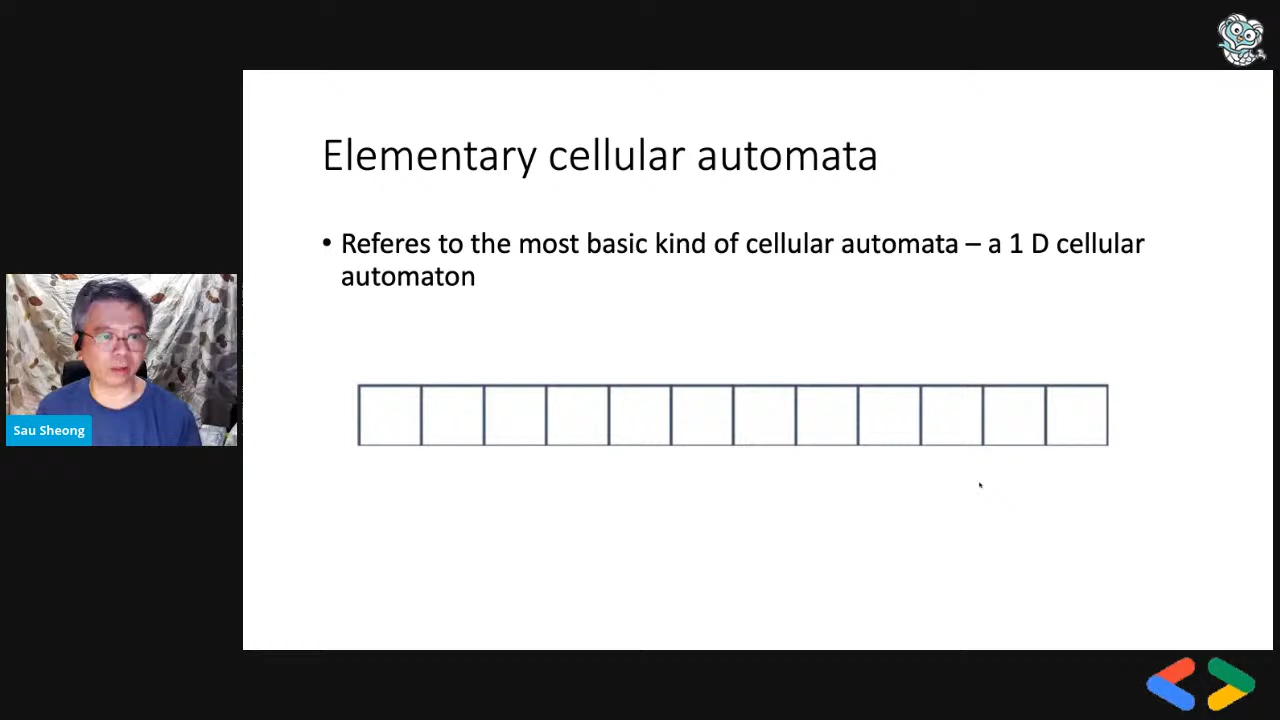 Elementary cellular automata
• Referes to the most basic kind of cellular automata – a 1 D cellular
automaton
Sau Sheong